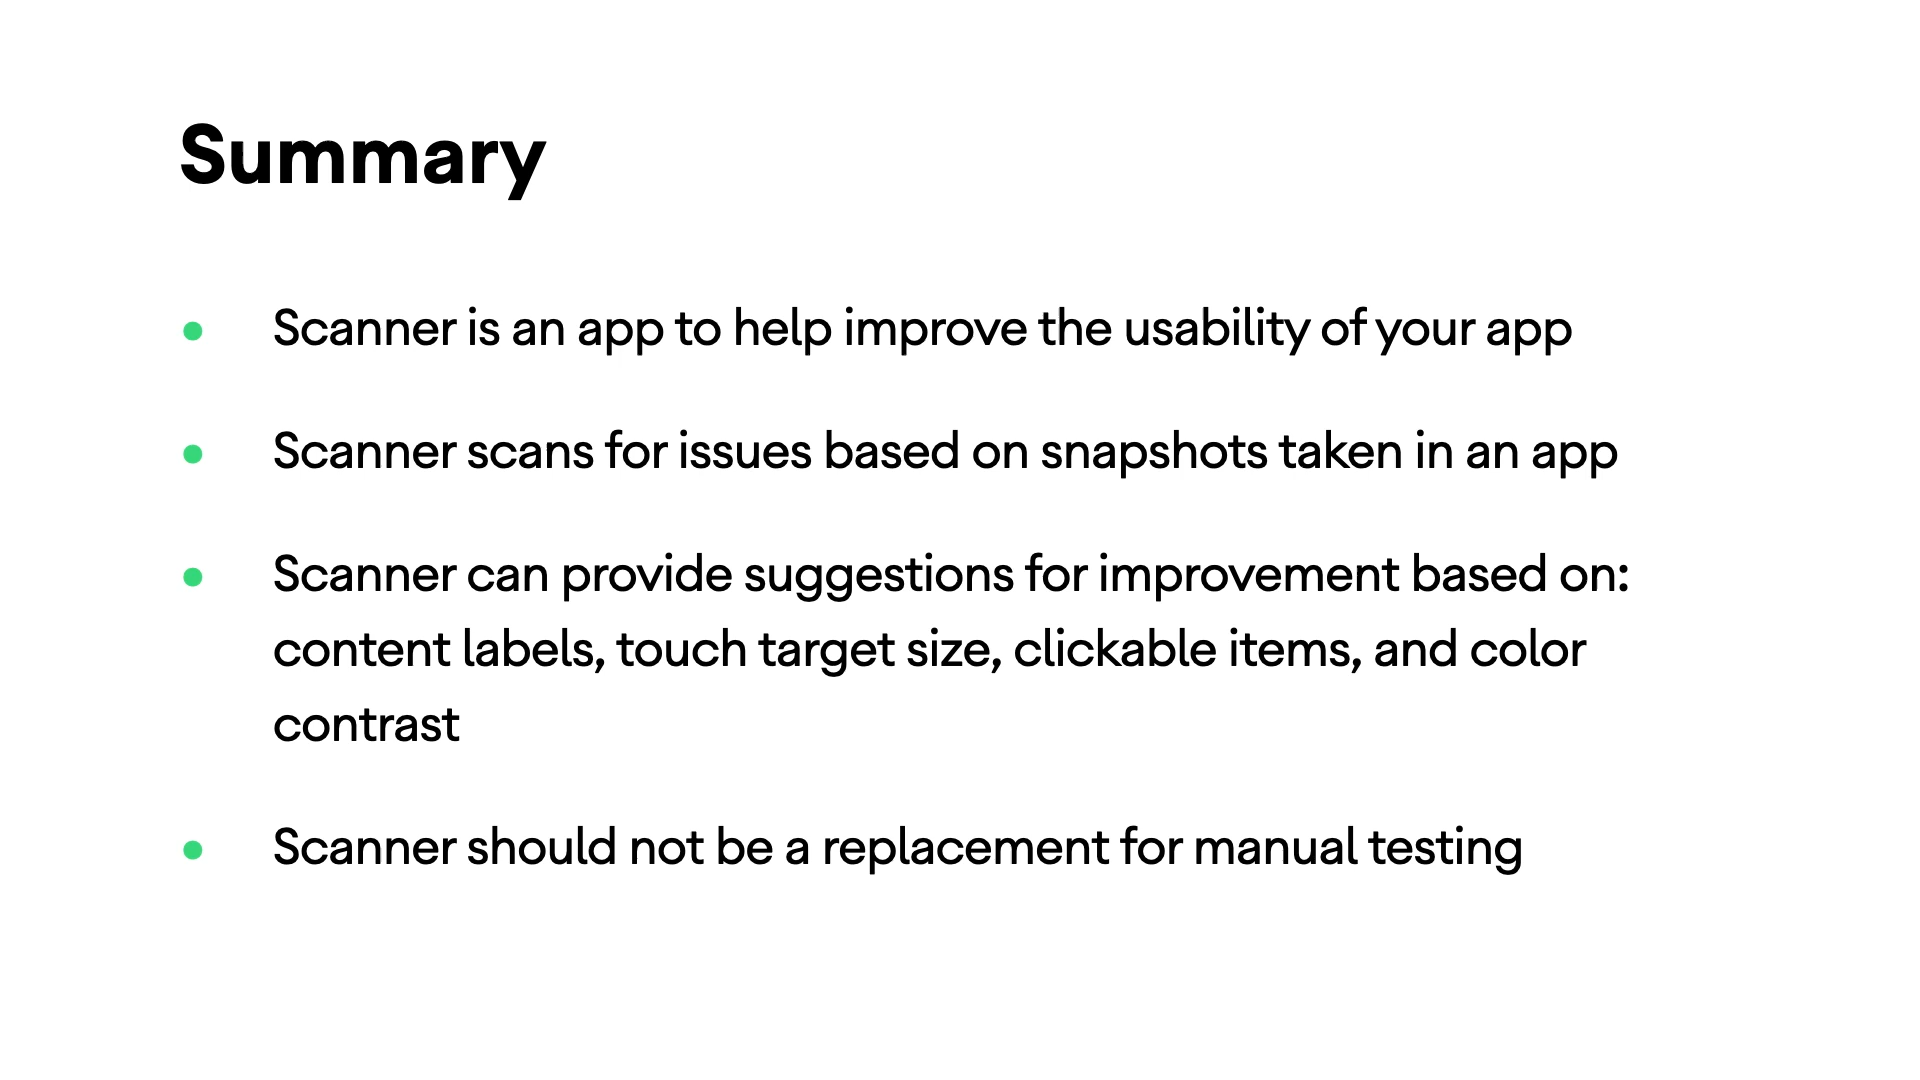 Summary
Scanner is an app to help improve the usability of your app
Scanner scans for issues based on snapshots taken in an app
Scanner can provide suggestions for improvement based on:
content labels, touch target size, clickable items, and color
contrast
Scanner should not be a replacement for manual testing